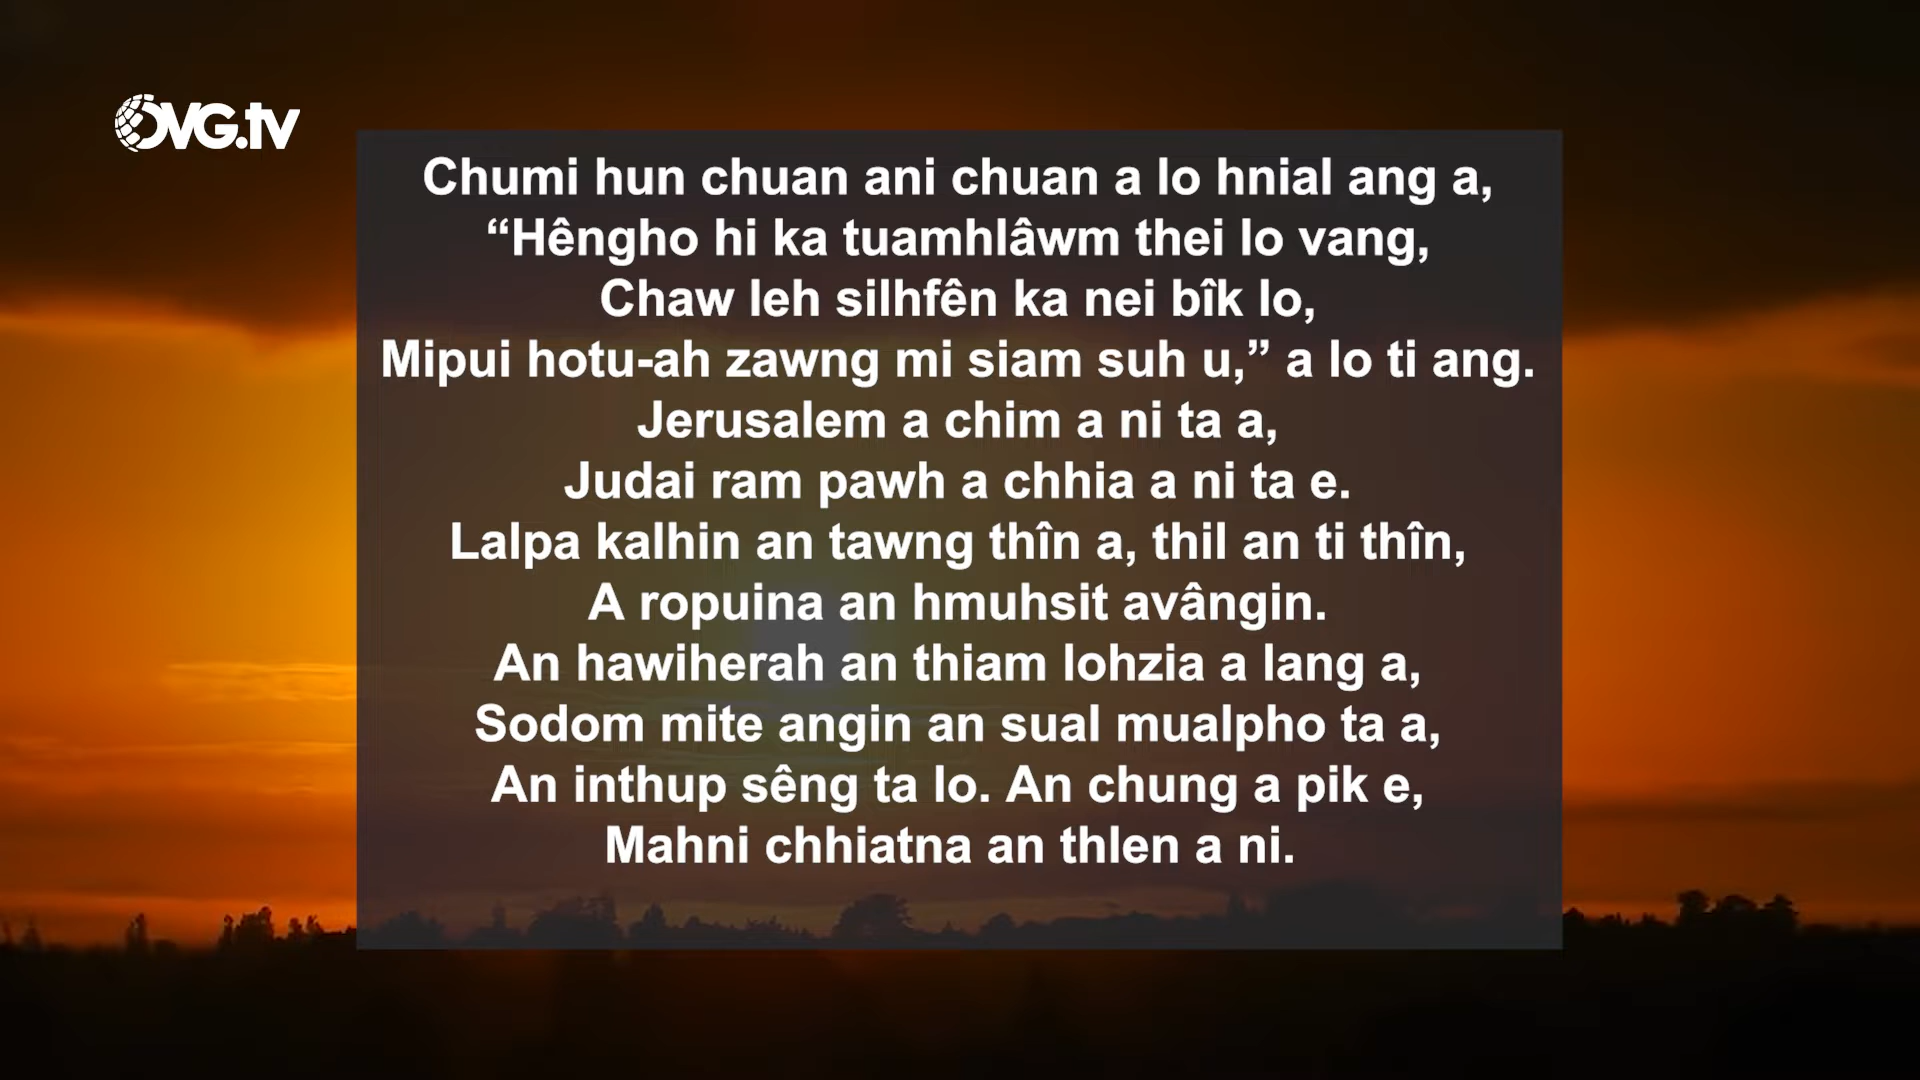 OVG.tv
Chumi hun chuan ani chuan a lo hnial ang a,
“Hêngho hi ka tuamhlâwm thei lo vang,
Chaw leh silhfên ka nei bîk lo,
Mipui hotu-ah zawng mi siam suh u,” a lo ti ang.
Jerusalem a chim a ni ta a,
Judai ram pawh a chhia a ni ta e.
Lalpa kalhin an tawng thîn a, thil an ti thîn,
A ropuina an hmuhsit avângin.
An hawiherah an thiam lohzia a lang a,
Sodom mite angin an sual mualpho ta a,
An inthup sêng ta lo. An chung a pik e,
Mahni chhiatna an thlen a ni.